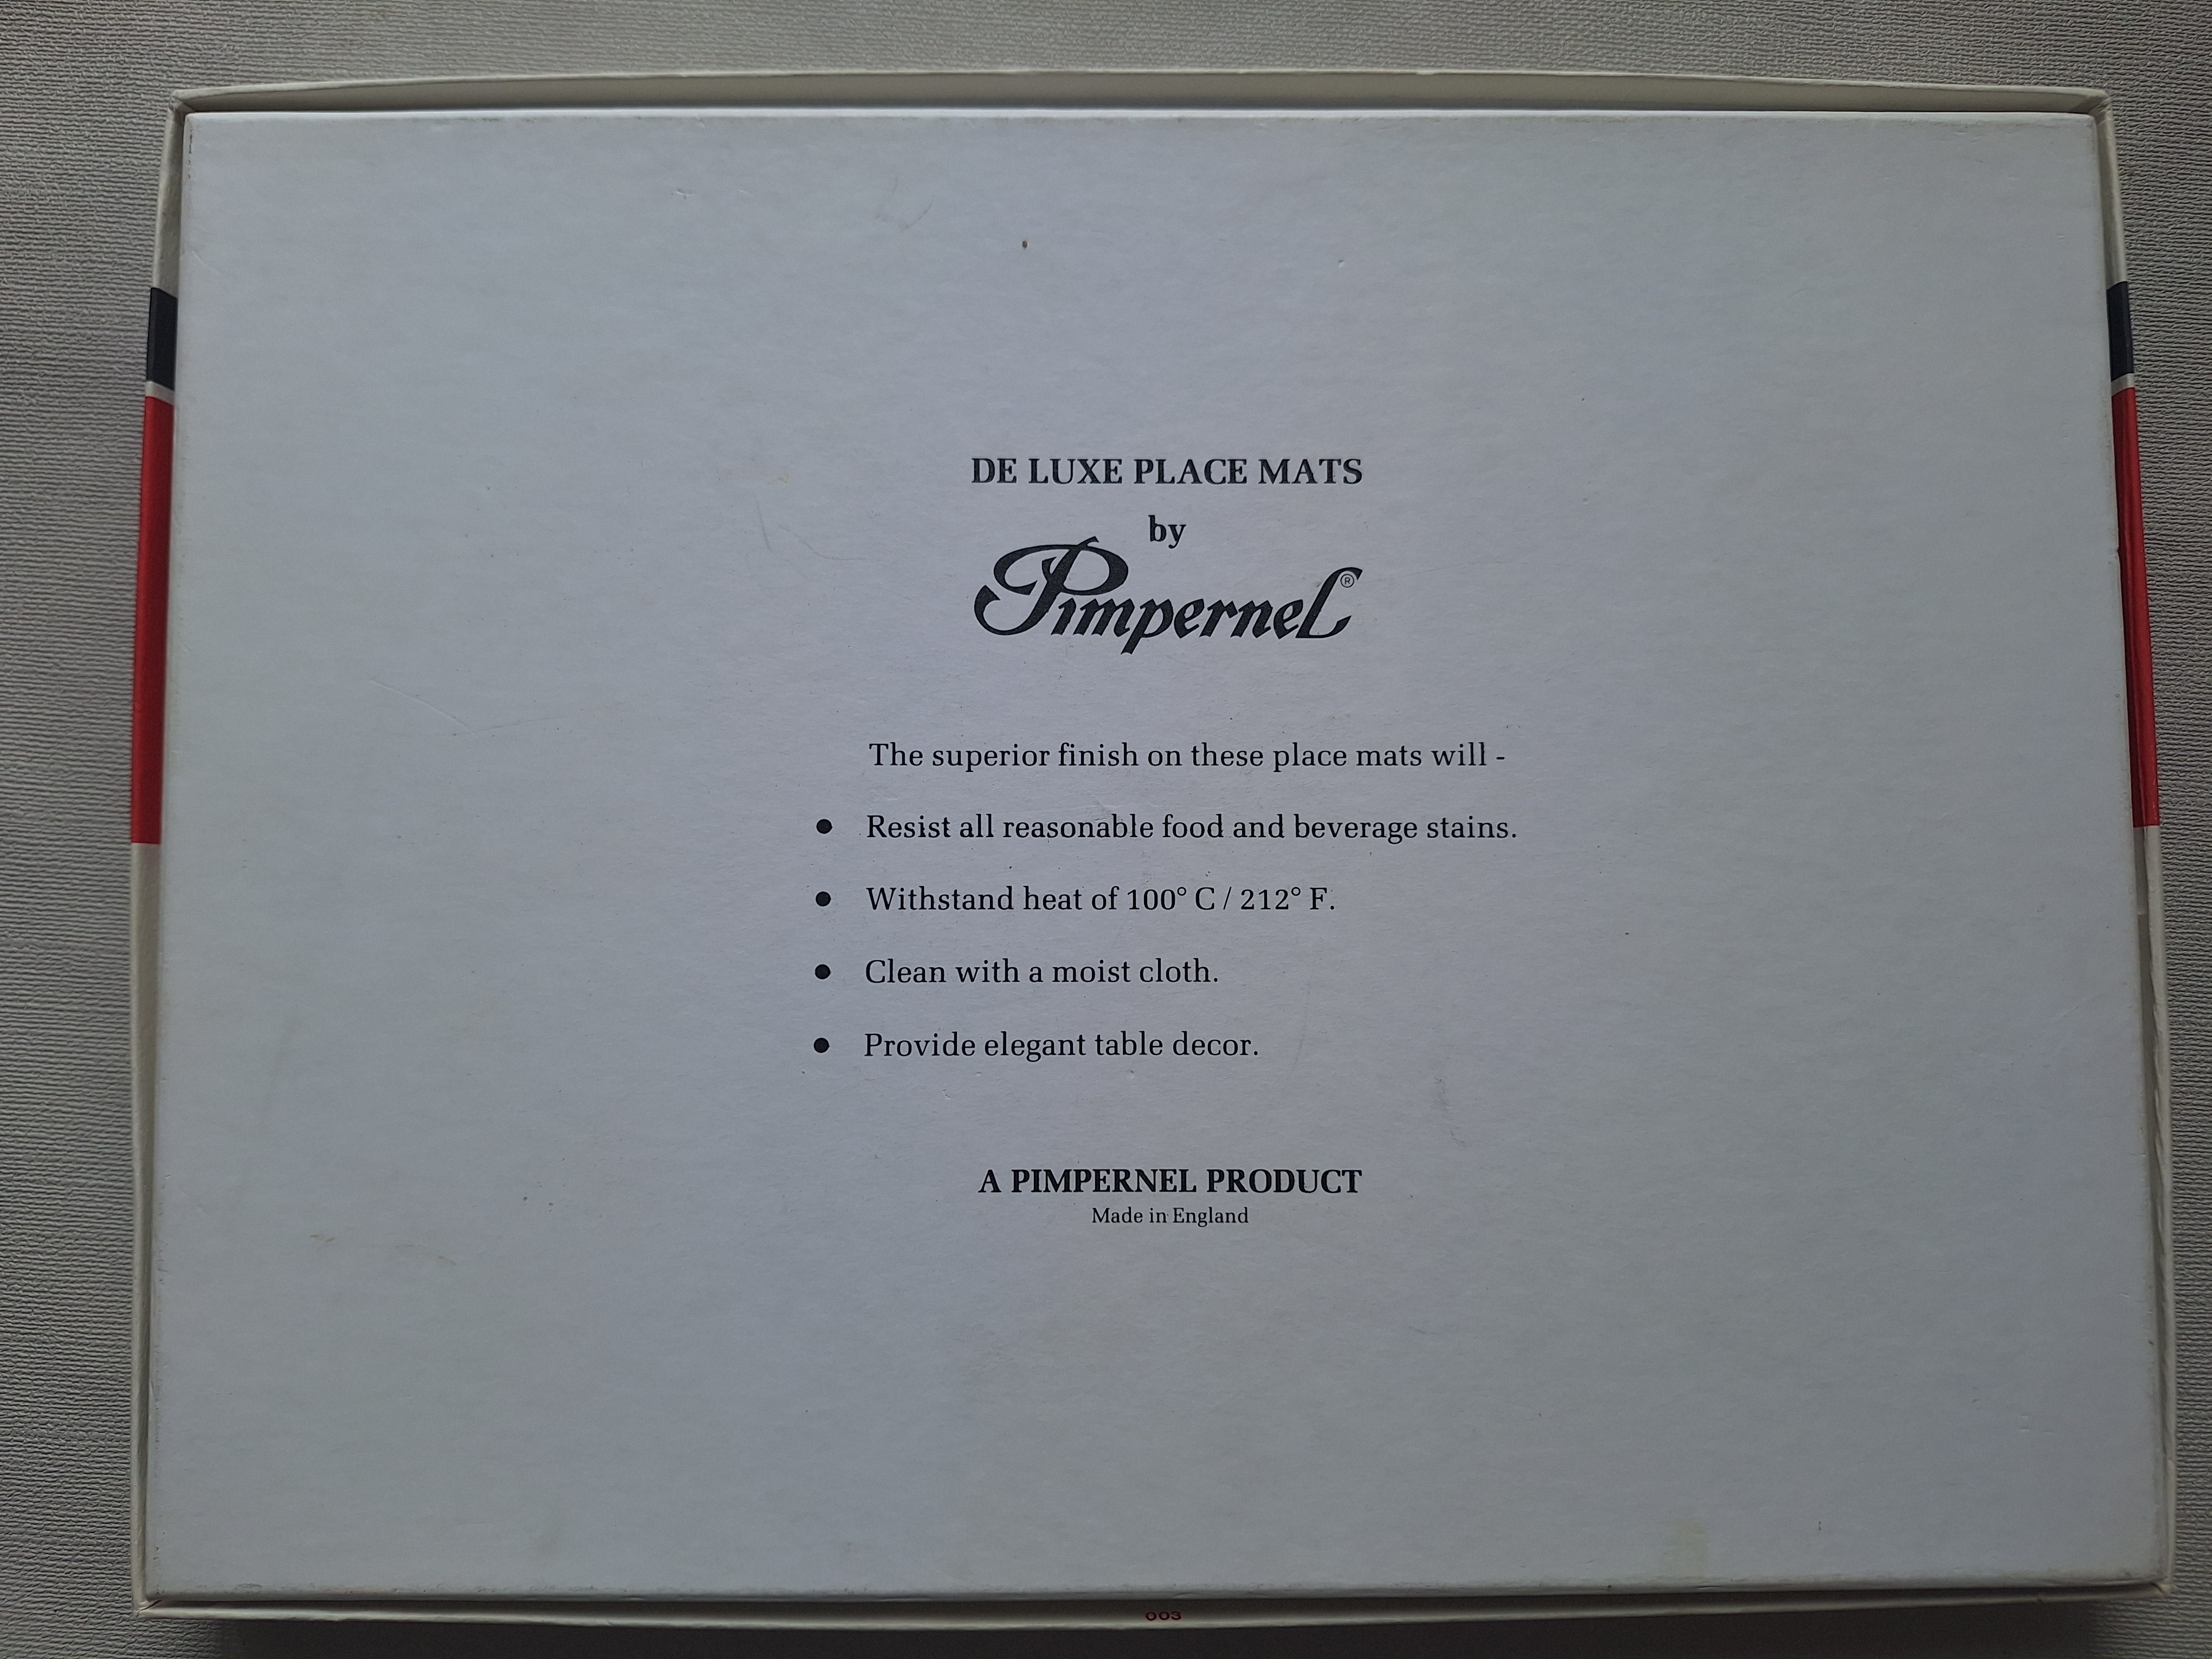 DE LUXE PLACE MATS
by
Pimpernel®
The superior finish on these place mats will -
● Resist all reasonable food and beverage stains.
● Withstand heat of 100° C / 212° F.
● Clean with a moist cloth.
● Provide elegant table decor.
A PIMPERNEL PRODUCT
Made in England
003